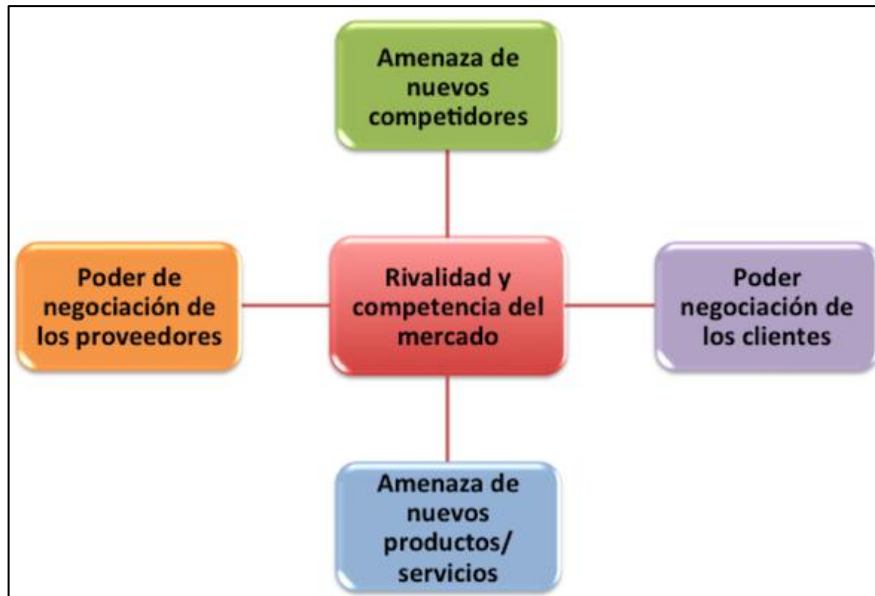 Amenaza de
nuevos
competidores
Poder de
negociación de
los proveedores
Rivalidad y
competencia del
mercado
Poder
negociación de
los clientes
Amenaza de
nuevos
productos/
servicios